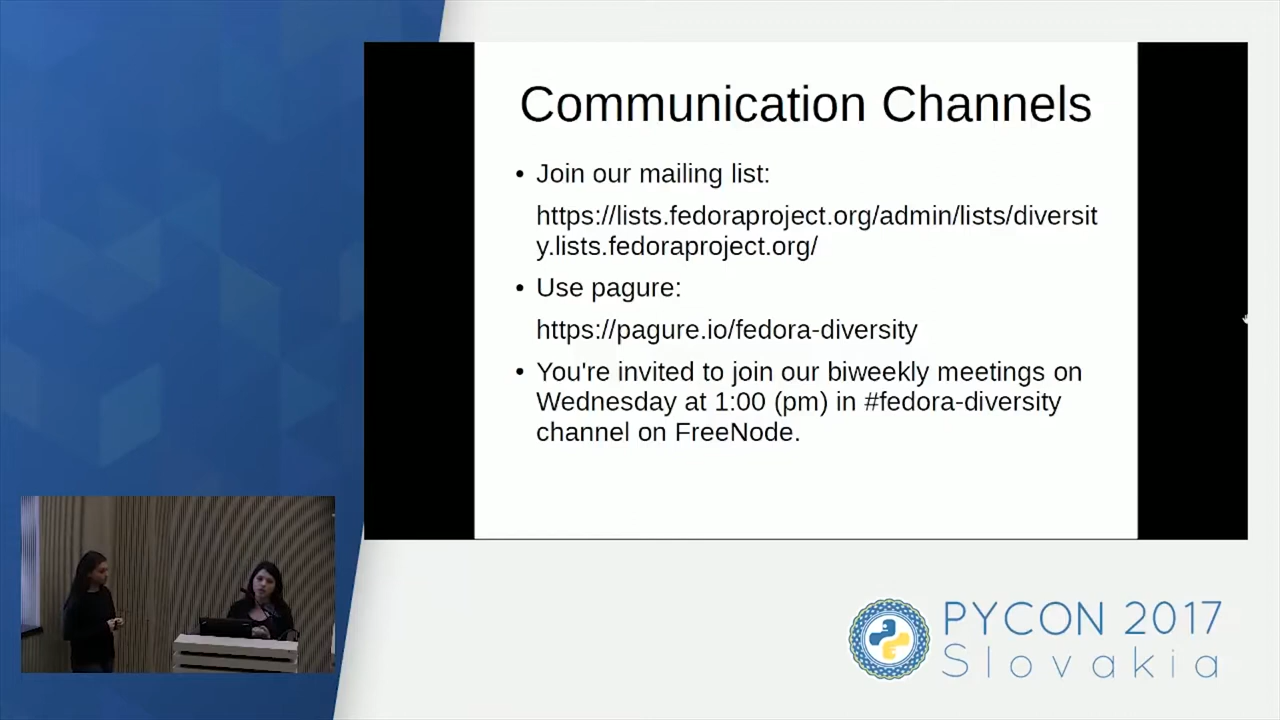 Communication Channels
• Join our mailing list:
https://lists.fedoraproject.org/admin/lists/diversit
y.lists.fedoraproject.org/
• Use pagure:
https://pagure.io/fedora-diversity
• You're invited to join our biweekly meetings on
Wednesday at 1:00 (pm) in #fedora-diversity
channel on FreeNode.
PYCON 2017
Slovakia